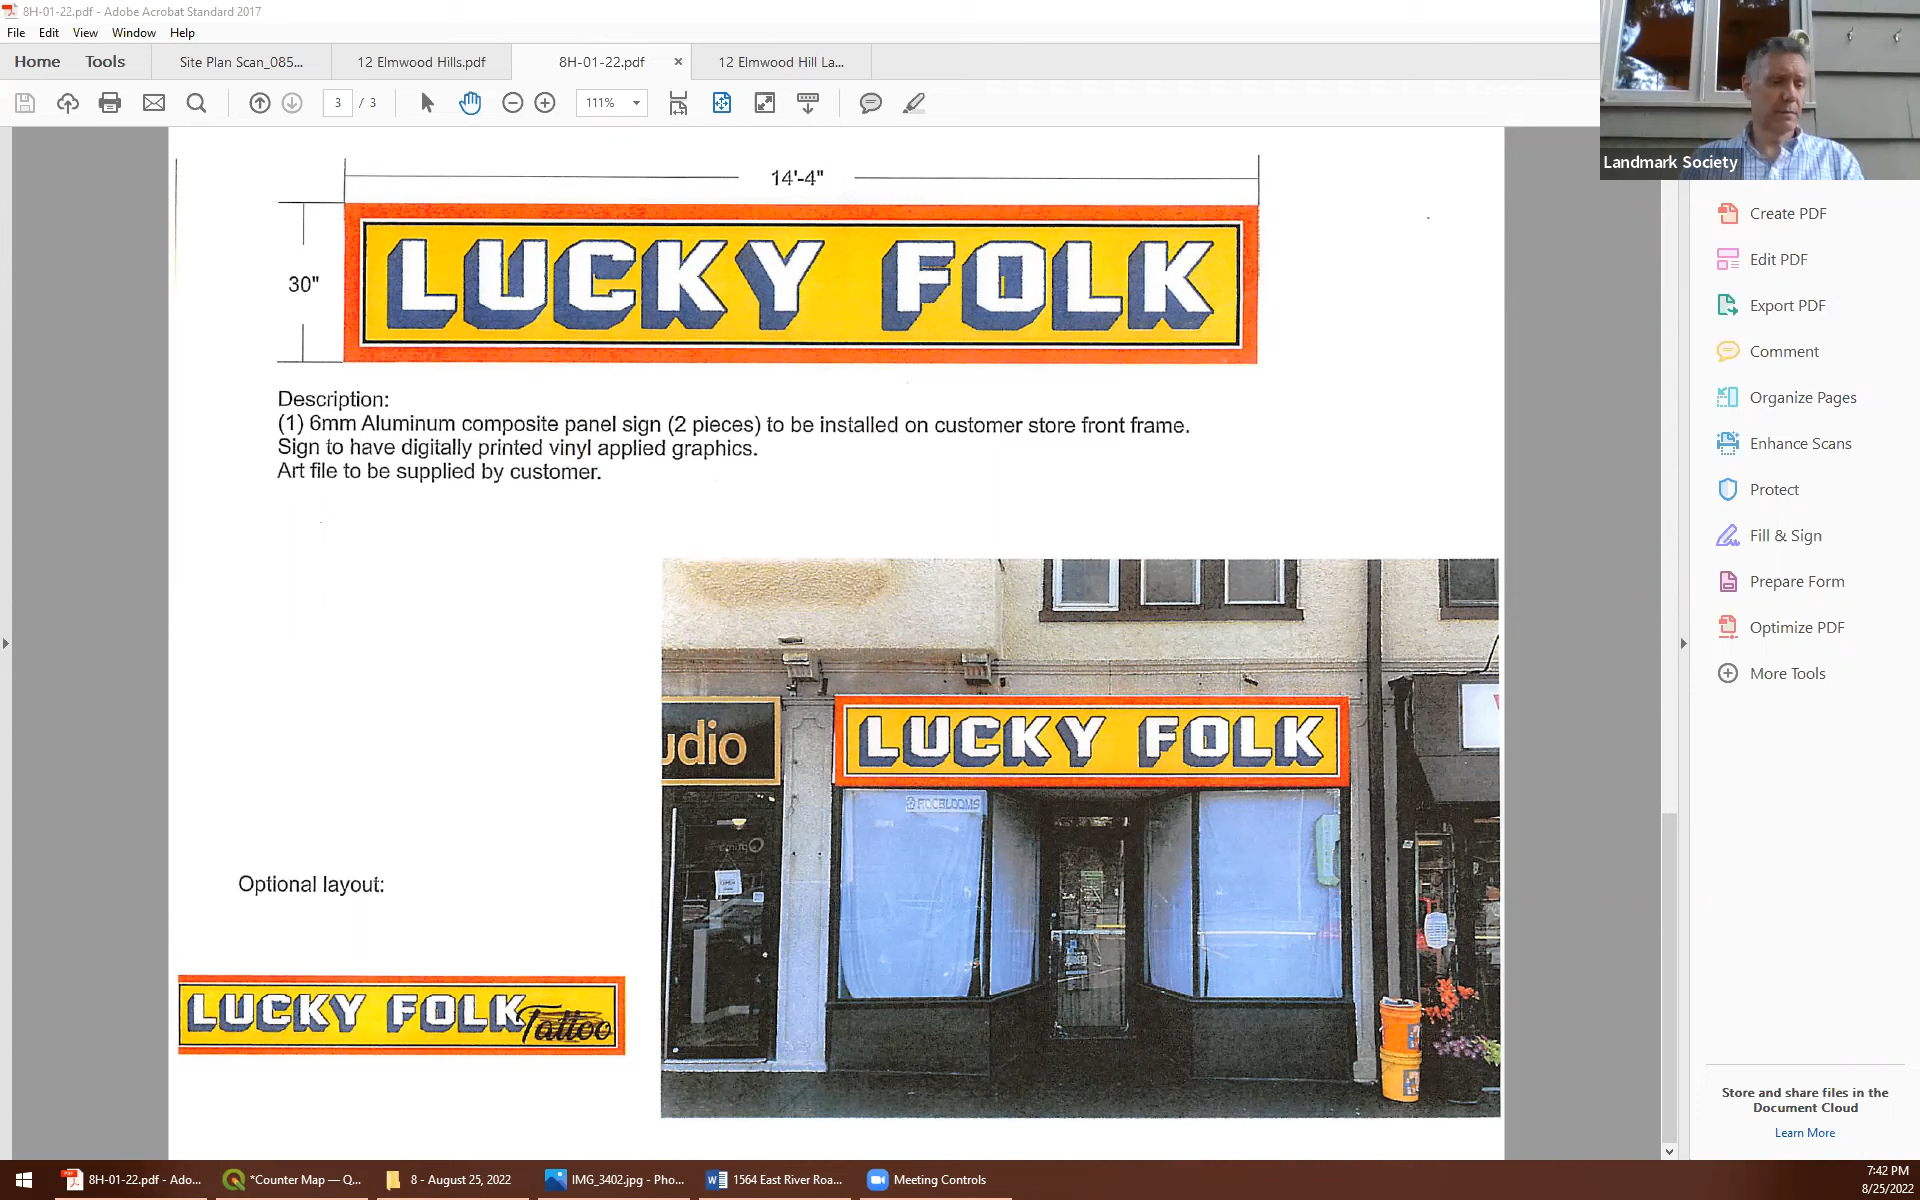 8H-01-22.pdf - Adobe Acrobat Standard 2017
File Edit View Window Help
Home Tools Site Plan Scan_085... 12 Elmwood Hills.pdf 8H-01-22.pdf × 12 Elmwood Hill La...
3 / 3 111%
Landmark Society
14'-4"
30"
LUCKY FOLK
Description:
(1) 6mm Aluminum composite panel sign (2 pieces) to be installed on customer store front frame.
Sign to have digitally printed vinyl applied graphics.
Art file to be supplied by customer.
udio
LUCKY FOLK
Optional layout:
LUCKY FOLK Tattoo
Create PDF
Edit PDF
Export PDF
Comment
Organize Pages
Enhance Scans
Protect
Fill & Sign
Prepare Form
Optimize PDF
More Tools
Store and share files in the
Document Cloud
Learn More
8H-01-22.pdf - Ado... *Counter Map — Q... 8 - August 25, 2022 IMG_3402.jpg - Pho... 1564 East River Roa... Meeting Controls
7:42 PM
8/25/2022